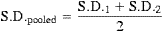 S.D.pooled = (S.D.1 + S.D.2) / 2